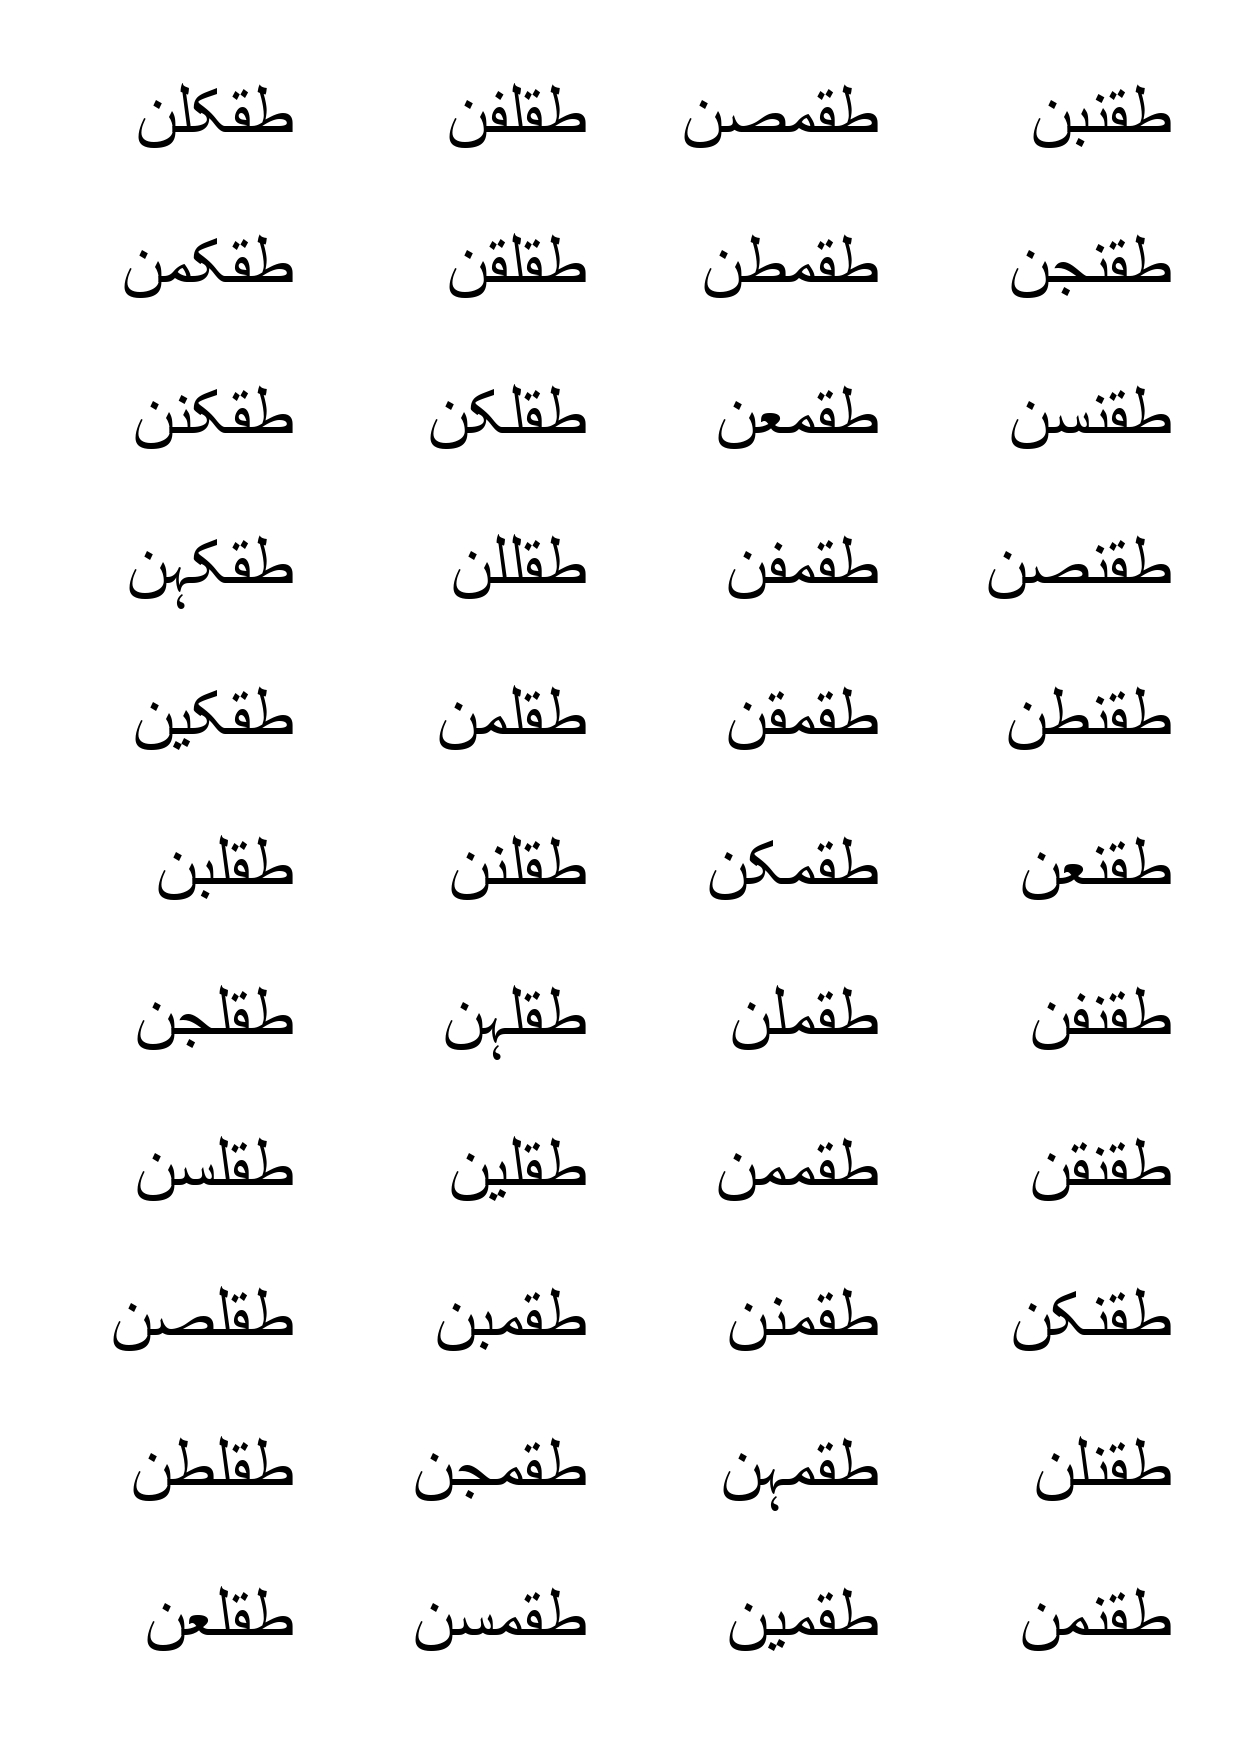 طقنبن طقمصن طقلفن طقکلن
طقنجن طقمطن طقلقن طقکمن
طقنسن طقمعن طقلکن طقکنن
طقنصن طقمفن طقللن طقکہن
طقنطن طقمقن طقلمن طقکین
طقنعن طقمکن طقلنن طقلبن
طقنفن طقملن طقلہن طقلجن
طقنقن طقممن طقلین طقلسن
طقنکن طقمنن طقمبن طقلصن
طقنلن طقمہن طقمجن طقلطن
طقنمن طقمین طقمسن طقلعن